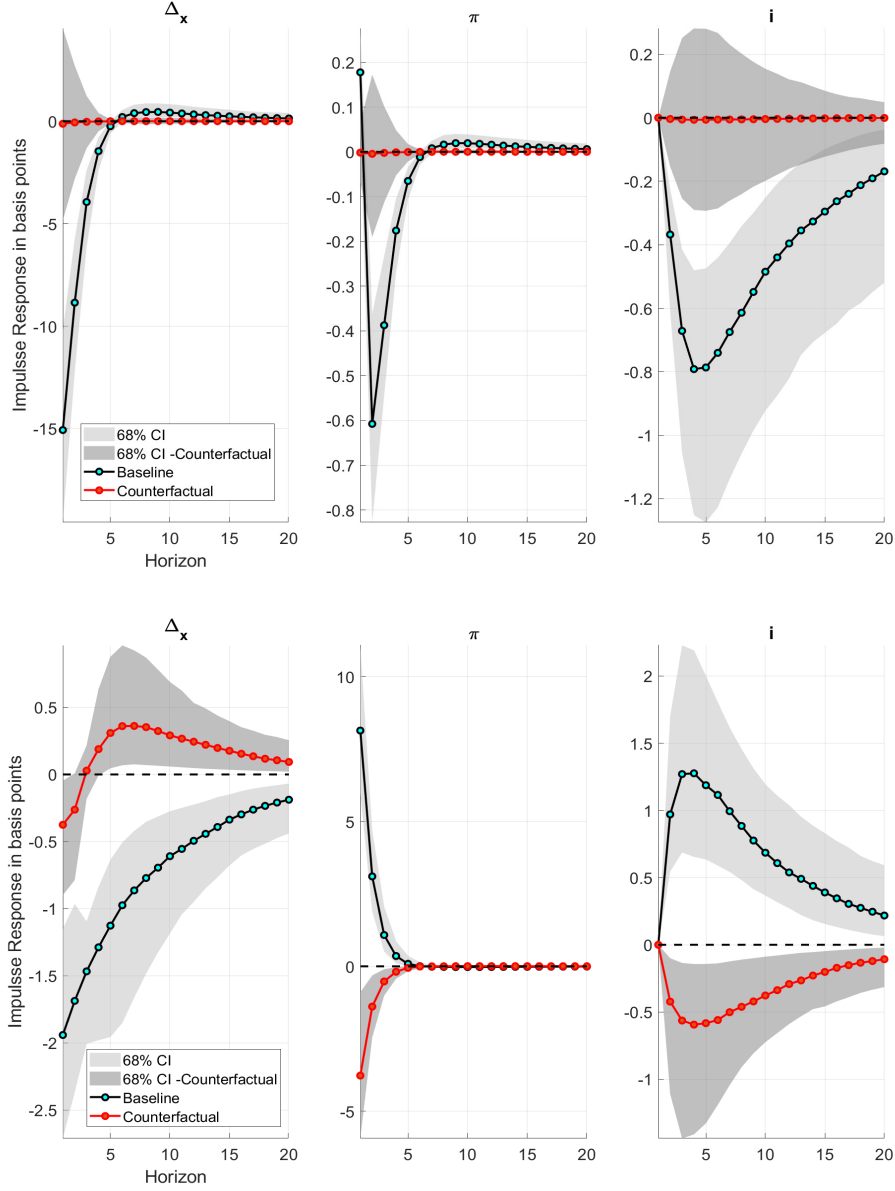 Δx π i
0 -5 -10 -15
0.2 0.1 0 -0.1 -0.2 -0.3 -0.4 -0.5 -0.6 -0.7 -0.8
0.2 0 -0.2 -0.4 -0.6 -0.8 -1 -1.2
Impulsse Response in basis points
68% CI
68% CI -Counterfactual
Baseline
Counterfactual
5 10 15 20 5 10 15 20 5 10 15 20
Horizon
Δx π i
0.5 0 -0.5 -1 -1.5 -2 -2.5
10 5 0 -5
2 1.5 1 0.5 0 -0.5 -1
Impulsse Response in basis points
68% CI
68% CI -Counterfactual
Baseline
Counterfactual
5 10 15 20 5 10 15 20 5 10 15 20
Horizon